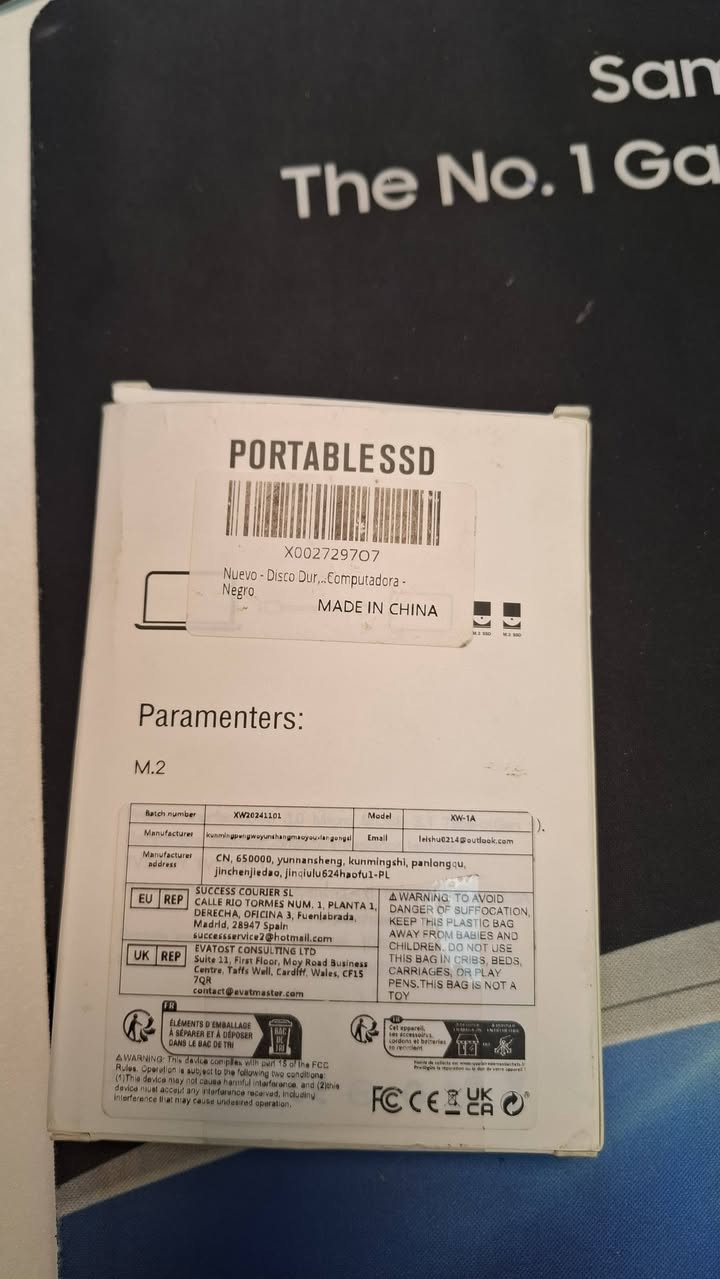 Sam
The No. 1 Ga
PORTABLE SSD
X002729707
Nuevo - Disco Dur,..Computadora -
Negro
MADE IN CHINA
M.2 SSD
M.2 SSD
Paramenters:
M.2
Batch number XW20241101 Model XW-1A
).
Manufacturer Email leishu0214@outlook.com
Manufacturer
address
CN, 650000, yunnansheng, kunmingshi, panlongqu,
jinchenjiedao, jinqiulu624haofu1-PL
EU REP
SUCCESS COURIER SL
CALLE RIO TORMES NUM. 1, PLANTA 1,
DERECHA, OFICINA 3, Fuenlabrada,
Madrid, 28947 Spain
successservice2@hotmail.com
UK REP
EVATOST CONSULTING LTD
Suite 11, First Floor, Moy Road Business
Centre, Taffs Well, Cardiff, Wales, CF15
7QR
contact@evatmaster.com
WARNING: TO AVOID
DANGER OF SUFFOCATION,
KEEP THIS PLASTIC BAG
AWAY FROM BABIES AND
CHILDREN. DO NOT USE
THIS BAG IN CRIBS, BEDS,
CARRIAGES, OR PLAY
PENS.THIS BAG IS NOT A
TOY
FR
ÉLÉMENTS D'EMBALLAGE
À SÉPARER ET À DÉPOSER
DANS LE BAC DE TRI
BAC
DE
TRI
FR
Cet appareil,
ses accessoires,
cordons et batteries
se recyclent
WARNING: This device complies with part 15 of the FCC
Rules. Operation is subject to the following two conditions:
(1)This device may not cause harmful interference, and (2)this
device must accept any interference received, including
interference that may cause undesired operation.
FC CE UK
CA